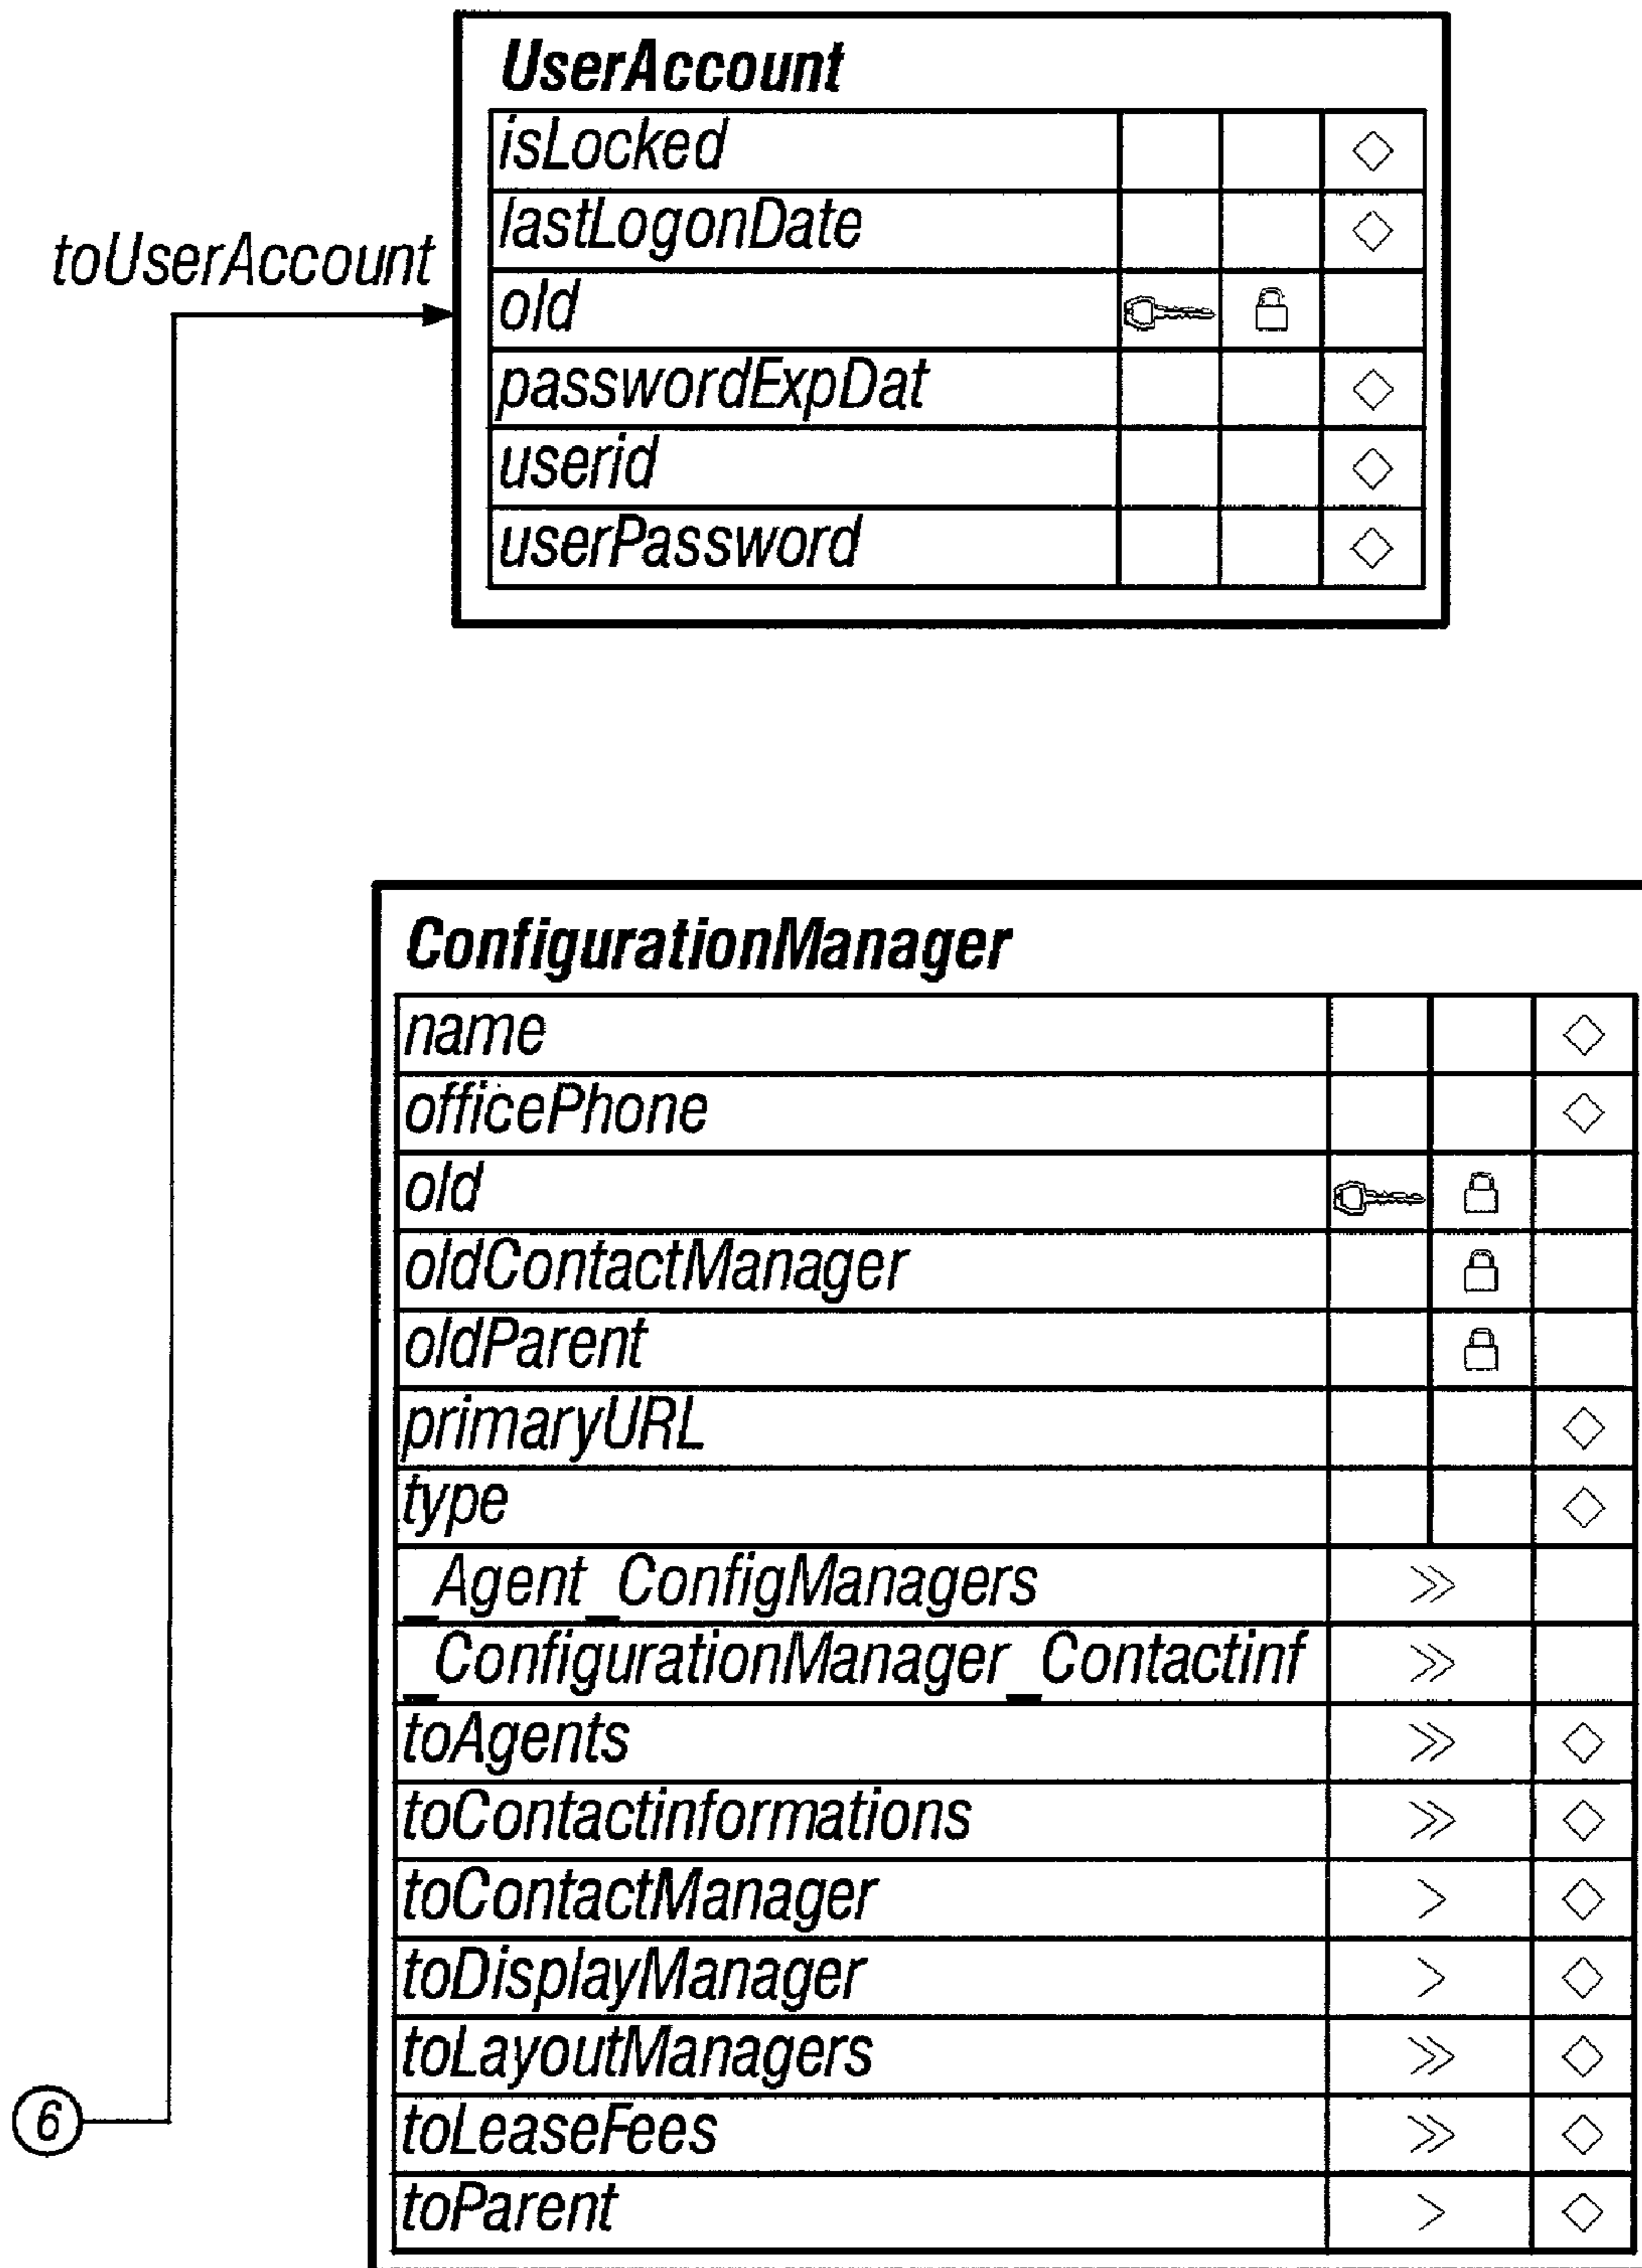 UserAccount
isLocked
lastLogonDate
toUserAccount
old
passwordExpDat
userid
userPassword
ConfigurationManager
name
officePhone
old
oldContactManager
oldParent
primaryURL
type
_Agent_ConfigManagers
_ConfigurationManager_Contactinf
toAgents
toContactinformations
toContactManager
toDisplayManager
toLayoutManagers
6
toLeaseFees
toParent